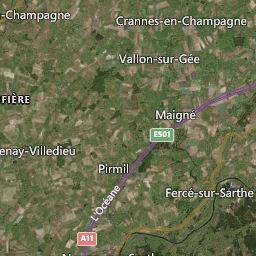 -Champagne
Crannes-en-Champagne
Vallon-sur-Gée
FIÈRE
Maigné
E501
enay-Villedieu
Pirmil
Fercé-sur-Sarthe
L'Océane
A11